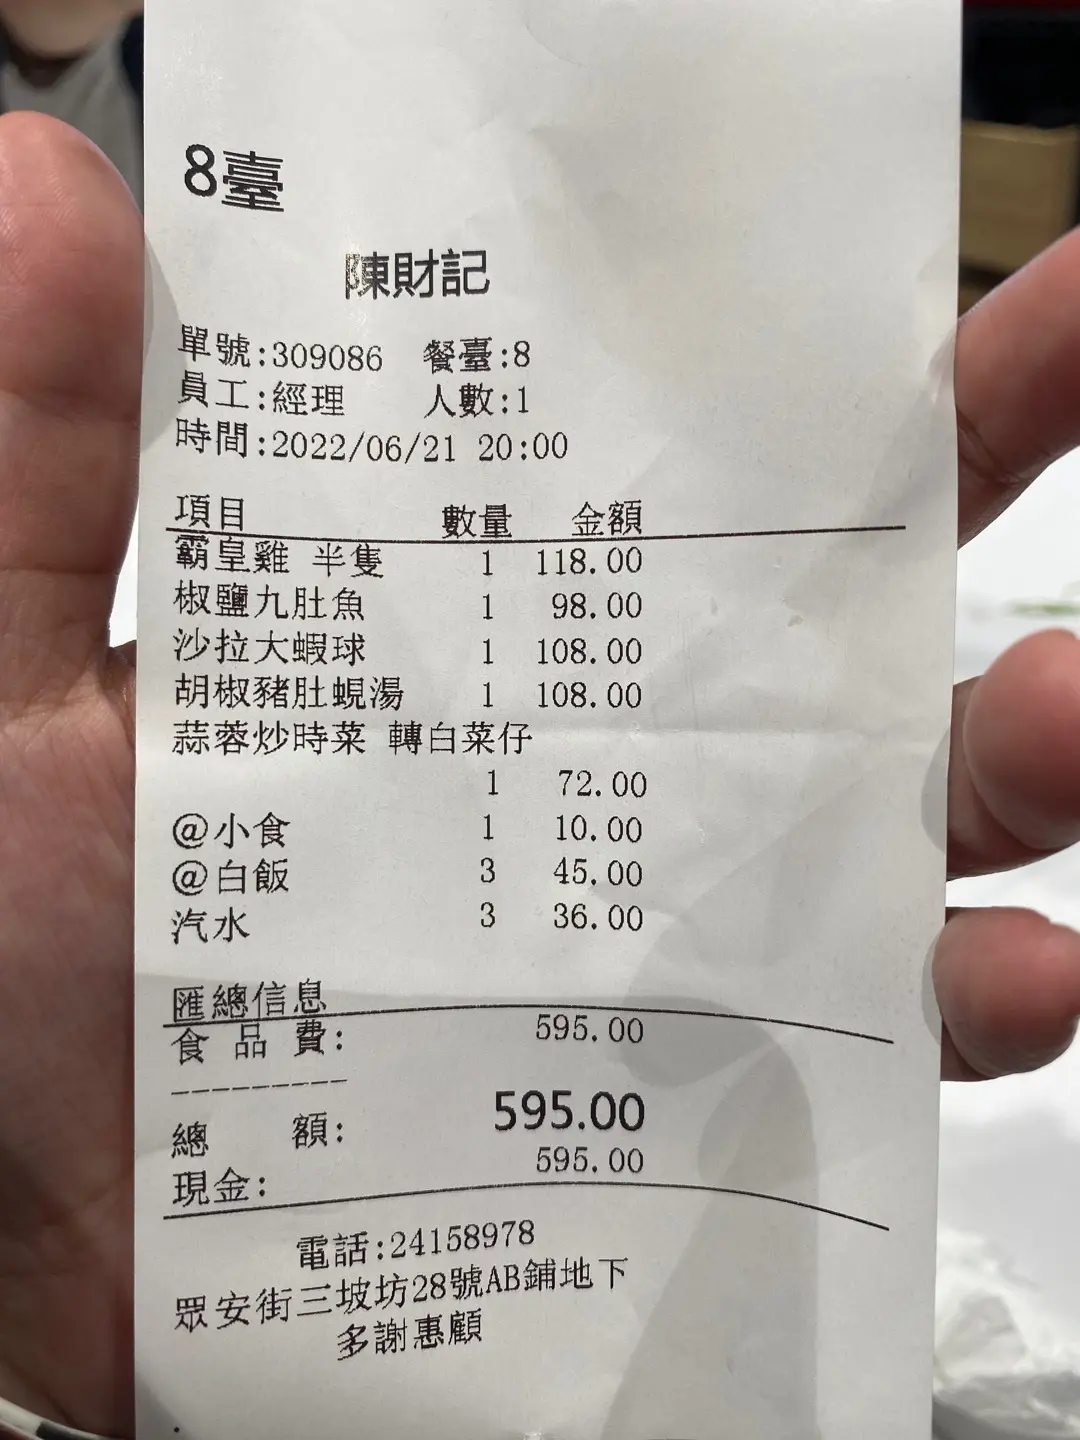 8臺
陳財記
單號:309086 餐臺:8
員工:經理 人數:1
時間:2022/06/21 20:00
項目 數量 金額
霸皇雞 半隻 1 118.00
椒鹽九肚魚 1 98.00
沙拉大蝦球 1 108.00
胡椒豬肚蜆湯 1 108.00
蒜蓉炒時菜 轉白菜仔
1 72.00
@小食 1 10.00
@白飯 3 45.00
汽水 3 36.00
匯總信息
食品費: 595.00
---------
總額: 595.00
現金: 595.00
電話:24158978
眾安街三坡坊28號AB鋪地下
多謝惠顧